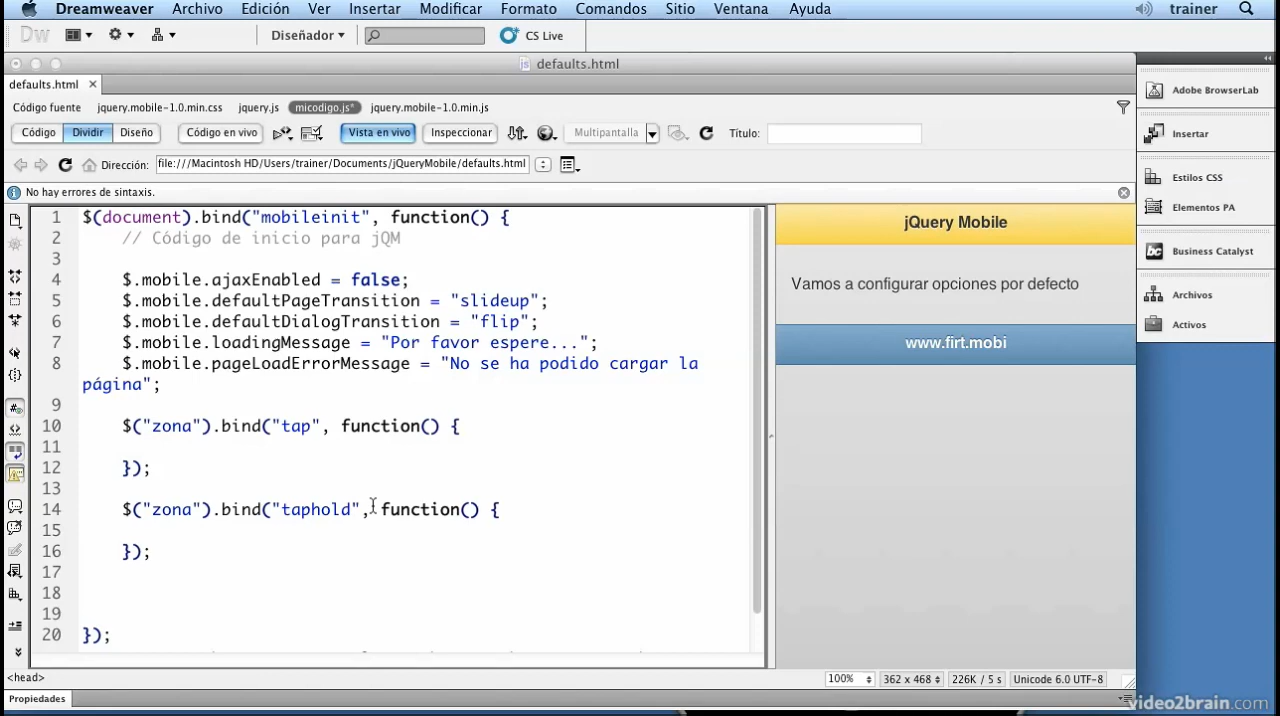 Dreamweaver Archivo Edición Ver Insertar Modificar Formato Comandos Sitio Ventana Ayuda trainer
Dw Diseñador CS Live
defaults.html
defaults.html
Código fuente jquery.mobile-1.0.min.css jquery.js micodigo.js* jquery.mobile-1.0.min.js
Código Dividir Diseño Código en vivo Vista en vivo Inspeccionar Multipantalla Título:
Dirección: file:///Macintosh HD/Users/trainer/Documents/jQueryMobile/defaults.html
No hay errores de sintaxis.
1 $(document).bind("mobileinit", function() {
2 // Código de inicio para jQM
3
4 $.mobile.ajaxEnabled = false;
5 $.mobile.defaultPageTransition = "slideup";
6 $.mobile.defaultDialogTransition = "flip";
7 $.mobile.loadingMessage = "Por favor espere...";
8 $.mobile.pageLoadErrorMessage = "No se ha podido cargar la
página";
9
10 $("zona").bind("tap", function() {
11
12 });
13
14 $("zona").bind("taphold", function() {
15
16 });
17
18
19
20 });
jQuery Mobile
Vamos a configurar opciones por defecto
www.firt.mobi
Adobe BrowserLab
Insertar
Estilos CSS
Elementos PA
bc Business Catalyst
Archivos
Activos
<head> 100% 362 x 468 226K / 5 s Unicode 6.0 UTF-8
Propiedades
video2brain.com